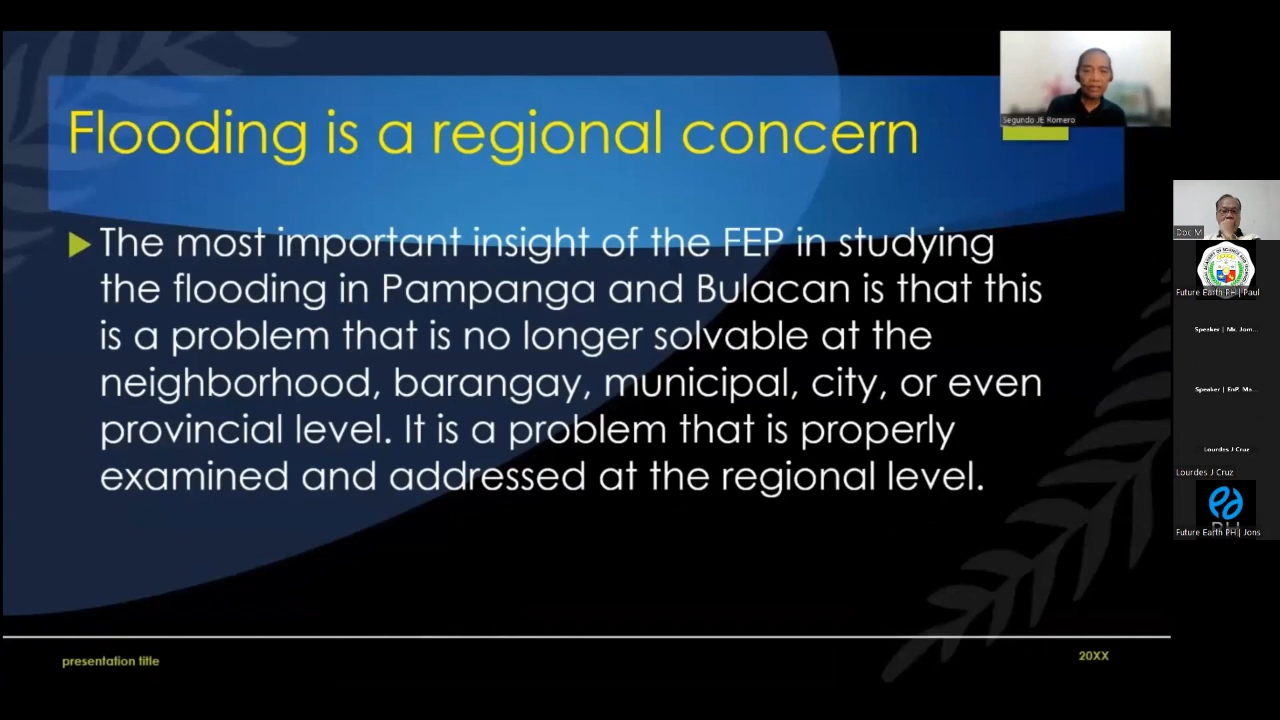 Flooding is a regional concern
The most important insight of the FEP in studying
the flooding in Pampanga and Bulacan is that this
is a problem that is no longer solvable at the
neighborhood, barangay, municipal, city, or even
provincial level. It is a problem that is properly
examined and addressed at the regional level.
presentation title
20XX
Segundo JE Romero
Doc M
Future Earth PH | Paul
Speaker | Mr. Jom...
Speaker | EnP. Ma...
Lourdes J Cruz
Lourdes J Cruz
Future Earth PH | Jons